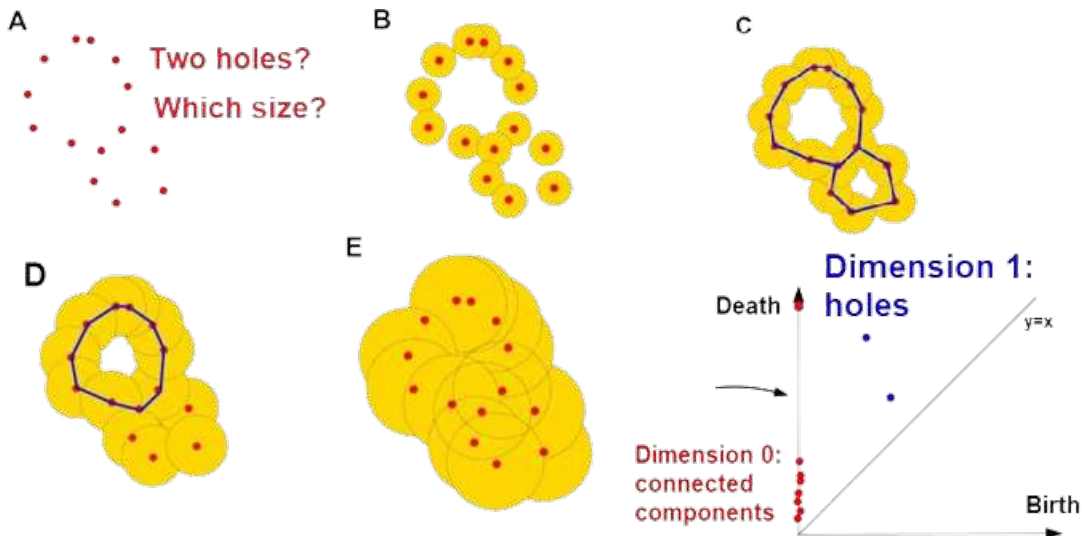 A
Two holes?
Which size?
B
C
D
E
Dimension 1:
holes
Death
y=x
Dimension 0:
connected
components
Birth